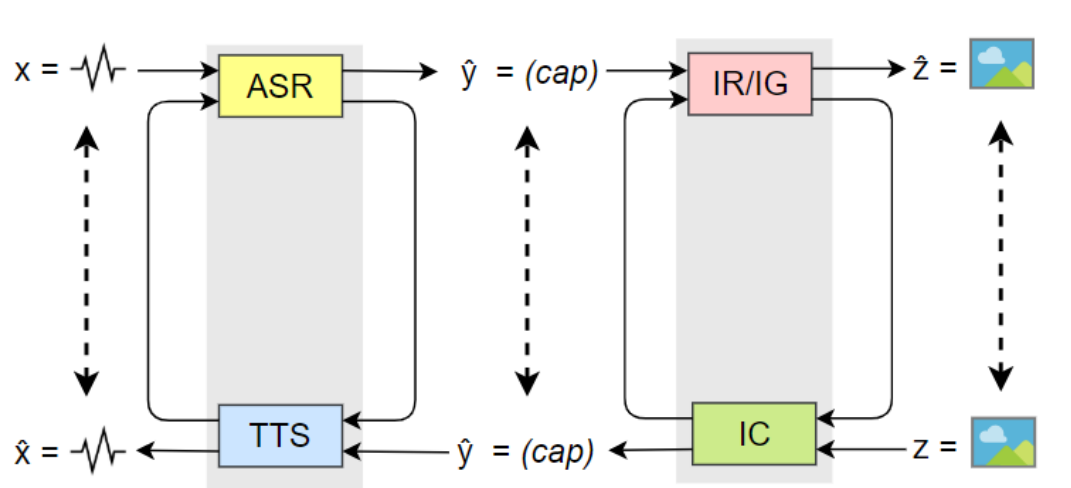 x =
ASR
ŷ = (cap)
IR/IG
ẑ =
x̂ =
TTS
ŷ = (cap)
IC
z =